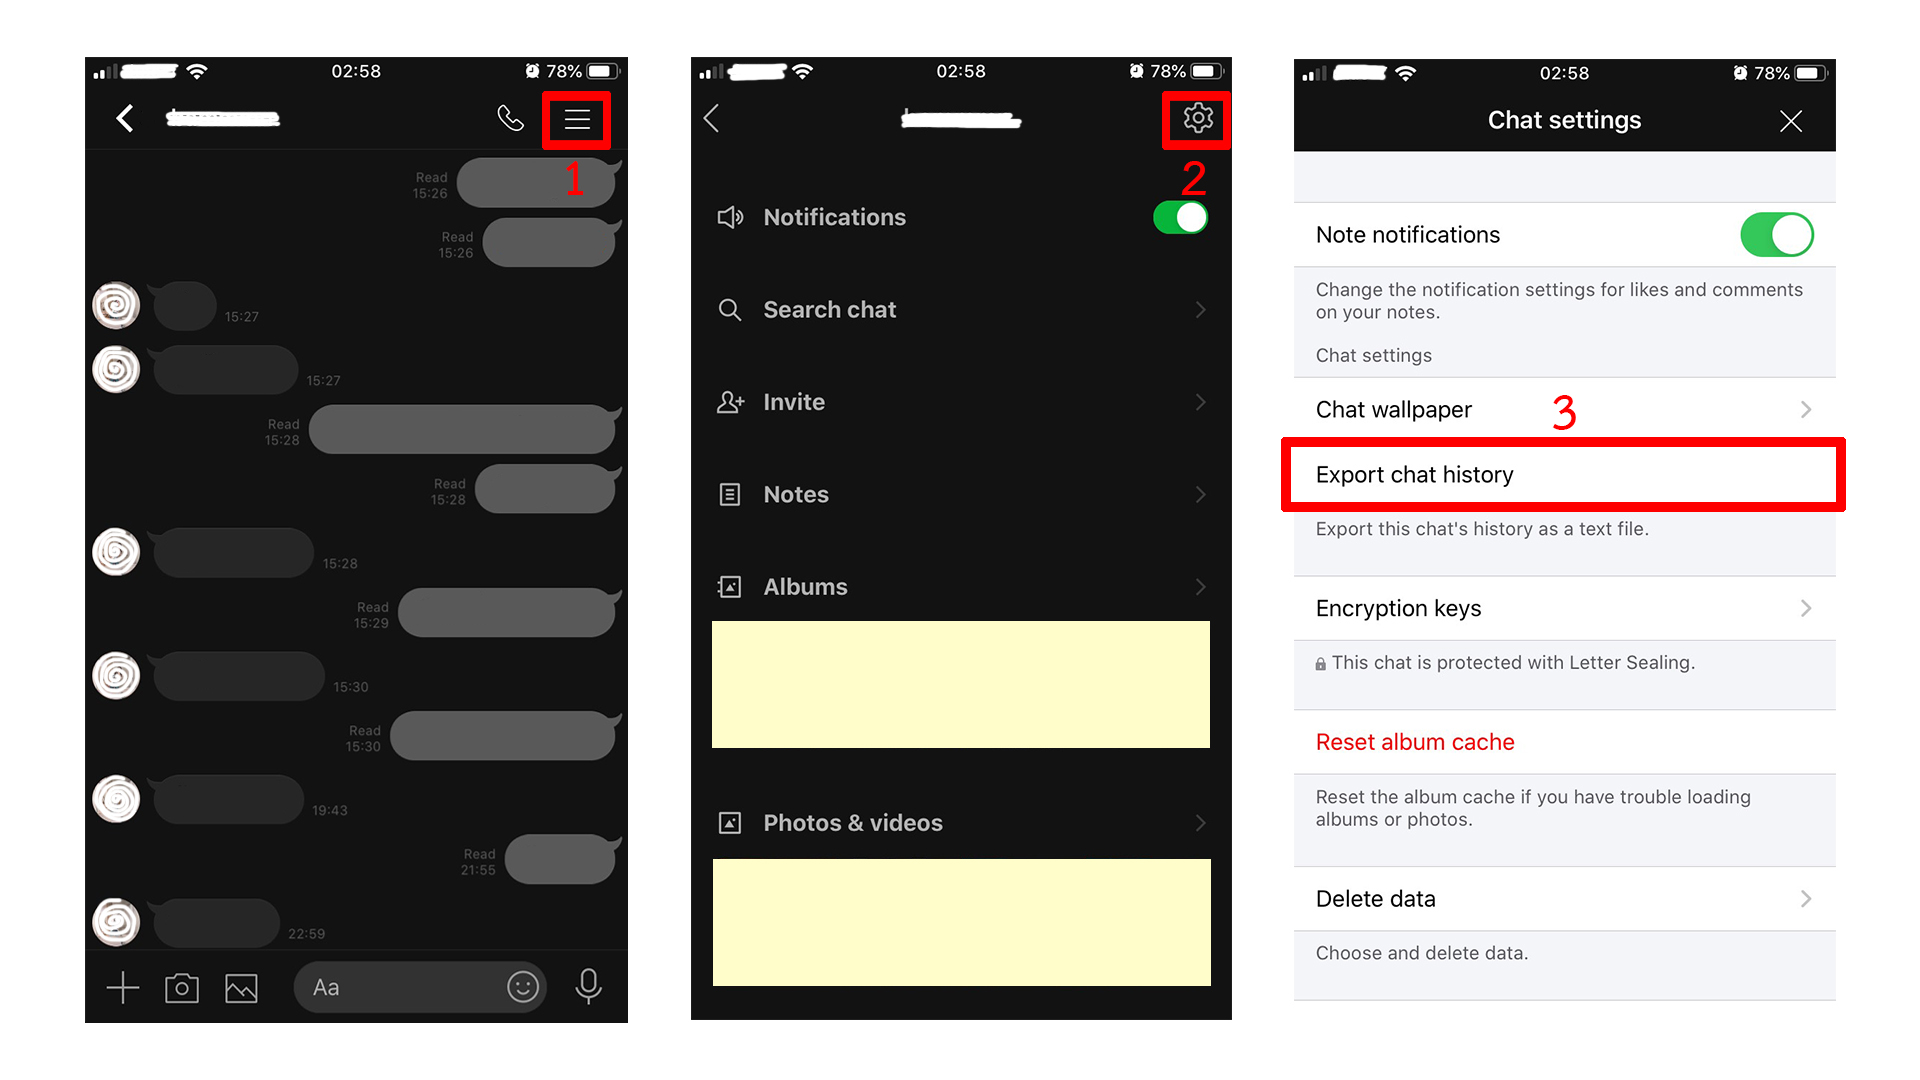 02:58
78%
1
Read
15:26
Read
15:26
15:27
15:27
Read
15:28
Read
15:28
15:28
Read
15:29
15:30
Read
15:30
19:43
Read
21:55
22:59
Aa
02:58
78%
2
Notifications
Search chat
Invite
Notes
Albums
Photos & videos
02:58
78%
Chat settings
Note notifications
Change the notification settings for likes and comments
on your notes.
Chat settings
Chat wallpaper
3
Export chat history
Export this chat's history as a text file.
Encryption keys
This chat is protected with Letter Sealing.
Reset album cache
Reset the album cache if you have trouble loading
albums or photos.
Delete data
Choose and delete data.